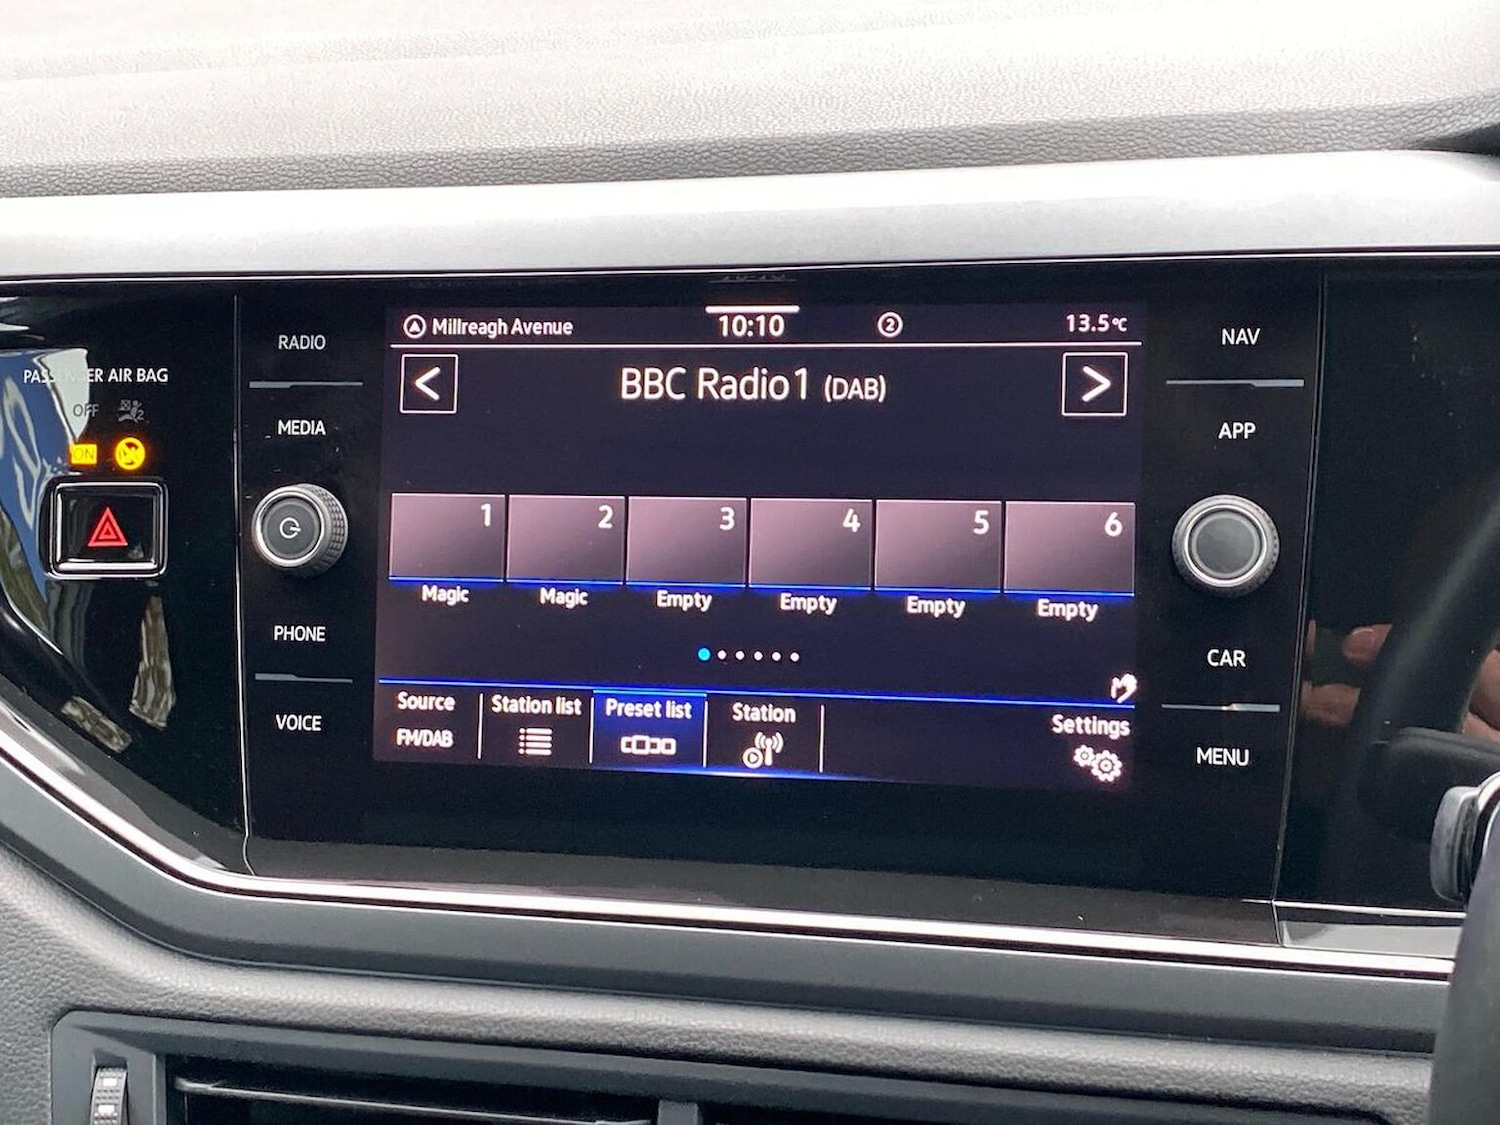 PASSENGER AIR BAG
OFF
ON
RADIO
MEDIA
PHONE
VOICE
Millreagh Avenue
10:10
2
13.5°C
BBC Radio 1 (DAB)
1
2
3
4
5
6
Magic
Magic
Empty
Empty
Empty
Empty
Source
FM/DAB
Station list
Preset list
Station
Settings
NAV
APP
CAR
MENU